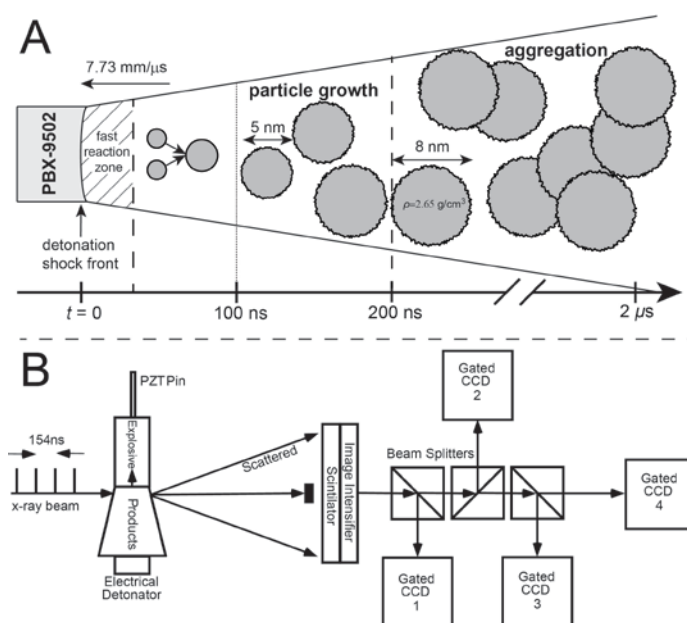 A
7.73 mm/μs
PBX-9502
fast
reaction
zone
detonation
shock front
particle growth
5 nm
8 nm
ρ=2.65 g/cm³
aggregation
t = 0
100 ns
200 ns
2 μs
B
PZT Pin
154ns
x-ray beam
Explosive
Products
Electrical
Detonator
Scattered
Scintilator
Image Intensifier
Beam Splitters
Gated
CCD
2
Gated
CCD
4
Gated
CCD
1
Gated
CCD
3